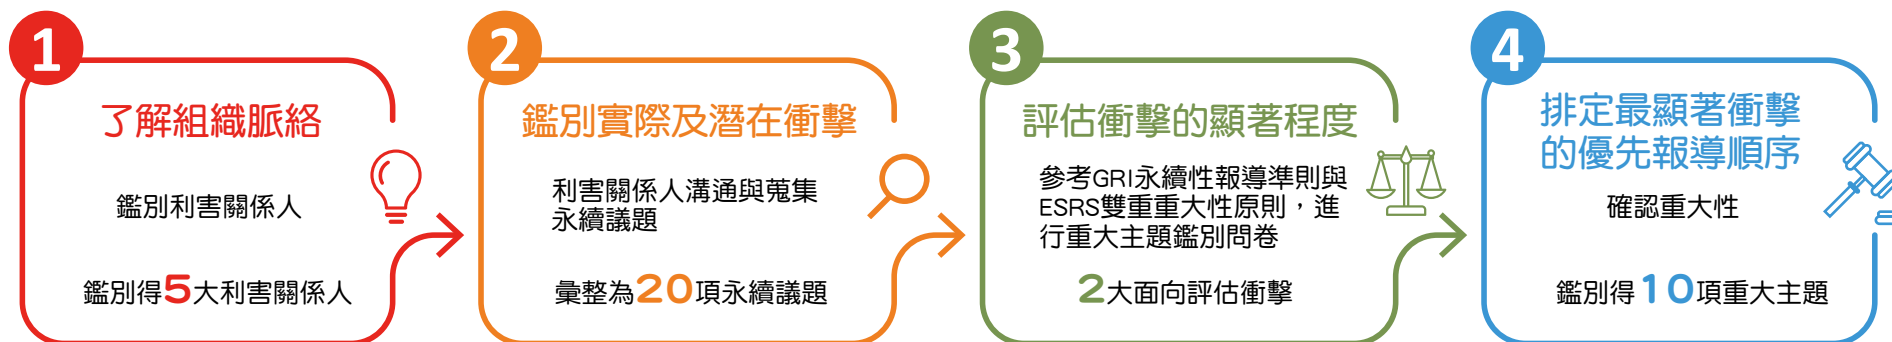 1
了解組織脈絡
鑑別利害關係人
鑑別得5大利害關係人
2
鑑別實際及潛在衝擊
利害關係人溝通與蒐集
永續議題
彙整為20項永續議題
3
評估衝擊的顯著程度
參考GRI永續性報導準則與
ESRS雙重重大性原則，進
行重大主題鑑別問卷
2大面向評估衝擊
4
排定最顯著衝擊
的優先報導順序
確認重大性
鑑別得10項重大主題